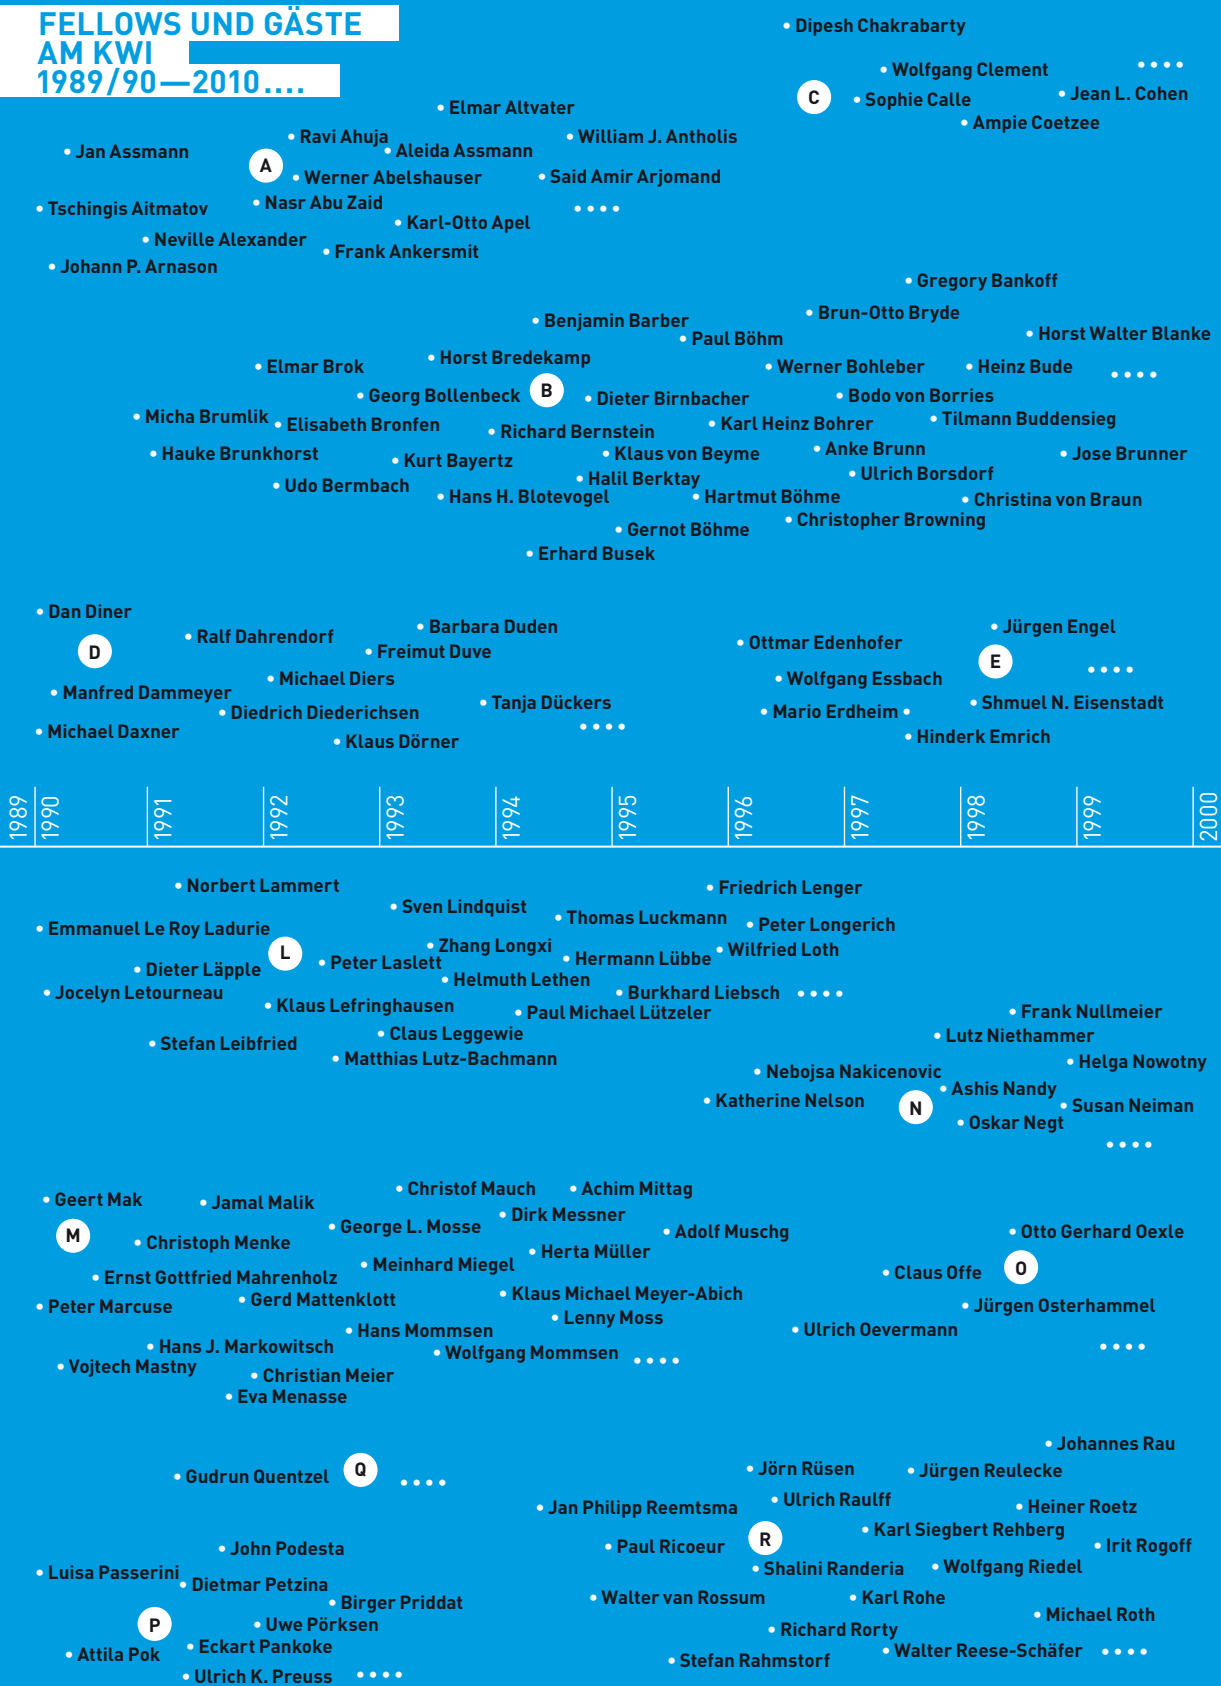 FELLOWS UND GÄSTE
AM KWI
1989/90—2010....
• Dipesh Chakrabarty
• Wolfgang Clement
• • • •
C
• Sophie Calle
• Jean L. Cohen
• Ampie Coetzee
• Elmar Altvater
• Ravi Ahuja
• William J. Antholis
• Jan Assmann
• Aleida Assmann
A
• Werner Abelshauser
• Said Amir Arjomand
• Tschingis Aitmatov
• Nasr Abu Zaid
• • • •
• Karl-Otto Apel
• Neville Alexander
• Frank Ankersmit
• Johann P. Arnason
• Gregory Bankoff
• Brun-Otto Bryde
• Benjamin Barber
• Horst Walter Blanke
• Paul Böhm
• Horst Bredekamp
• Elmar Brok
• Werner Bohleber
• Heinz Bude
• • • •
• Georg Bollenbeck
B
• Dieter Birnbacher
• Bodo von Borries
• Micha Brumlik
• Elisabeth Bronfen
• Richard Bernstein
• Karl Heinz Bohrer
• Tilmann Buddensieg
• Hauke Brunkhorst
• Kurt Bayertz
• Klaus von Beyme
• Anke Brunn
• Jose Brunner
• Udo Bermbach
• Halil Berktay
• Ulrich Borsdorf
• Hans H. Blotevogel
• Hartmut Böhme
• Christina von Braun
• Gernot Böhme
• Christopher Browning
• Erhard Busek
• Dan Diner
• Ralf Dahrendorf
• Barbara Duden
• Jürgen Engel
D
• Freimut Duve
• Ottmar Edenhofer
E
• Michael Diers
• Wolfgang Essbach
• • • •
• Manfred Dammeyer
• Diedrich Diederichsen
• Tanja Dückers
• Mario Erdheim •
• Shmuel N. Eisenstadt
• Michael Daxner
• Klaus Dörner
• • • •
• Hinderk Emrich
1989
1990
1991
1992
1993
1994
1995
1996
1997
1998
1999
2000
• Norbert Lammert
• Friedrich Lenger
• Sven Lindquist
• Thomas Luckmann
• Peter Longerich
• Emmanuel Le Roy Ladurie
L
• Zhang Longxi
• Wilfried Loth
• Dieter Läpple
• Peter Laslett
• Hermann Lübbe
• Helmuth Lethen
• Jocelyn Letourneau
• Klaus Lefringhausen
• Burkhard Liebsch
• • • •
• Paul Michael Lützeler
• Frank Nullmeier
• Stefan Leibfried
• Claus Leggewie
• Lutz Niethammer
• Matthias Lutz-Bachmann
• Helga Nowotny
• Nebojsa Nakicenovic
• Ashis Nandy
• Katherine Nelson
N
• Susan Neiman
• Oskar Negt
• • • •
• Geert Mak
• Jamal Malik
• Christof Mauch
• Achim Mittag
• Dirk Messner
M
• George L. Mosse
• Adolf Muschg
• Otto Gerhard Oexle
• Christoph Menke
• Herta Müller
• Meinhard Miegel
• Claus Offe
O
• Ernst Gottfried Mahrenholz
• Klaus Michael Meyer-Abich
• Peter Marcuse
• Gerd Mattenklott
• Jürgen Osterhammel
• Lenny Moss
• Hans Mommsen
• Ulrich Oevermann
• Hans J. Markowitsch
• Wolfgang Mommsen
• • • •
• • • •
• Vojtech Mastny
• Christian Meier
• Eva Menasse
• Johannes Rau
• Gudrun Quentzel
Q
• • • •
• Jörn Rüsen
• Jürgen Reulecke
• Jan Philipp Reemtsma
• Ulrich Raulff
• Heiner Roetz
• John Podesta
• Paul Ricoeur
R
• Karl Siegbert Rehberg
• Irit Rogoff
• Luisa Passerini
• Dietmar Petzina
• Shalini Randeria
• Wolfgang Riedel
• Birger Priddat
• Walter van Rossum
• Karl Rohe
P
• Uwe Pörksen
• Richard Rorty
• Michael Roth
• Attila Pok
• Eckart Pankoke
• Stefan Rahmstorf
• Walter Reese-Schäfer
• • • •
• Ulrich K. Preuss
• • • •